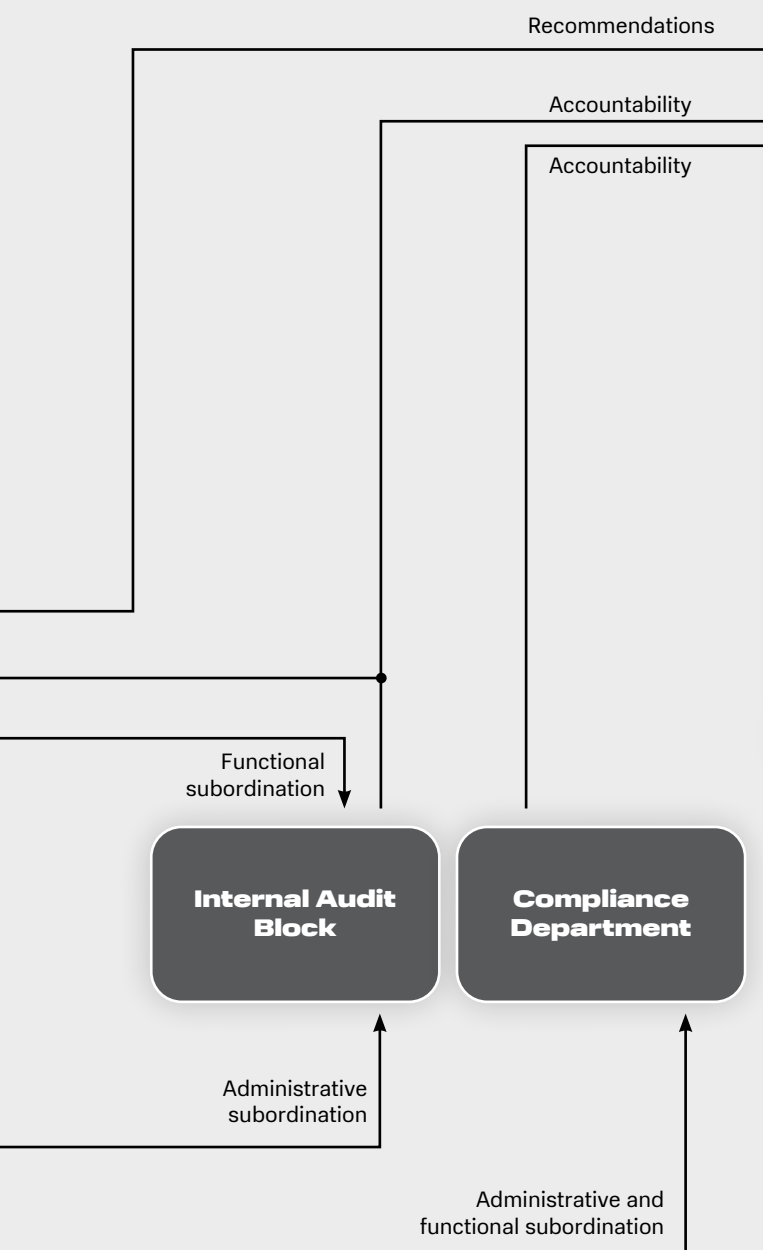 Recommendations
Accountability
Accountability
Functional
subordination
Internal Audit
Block
Compliance
Department
Administrative
subordination
Administrative and
functional subordination